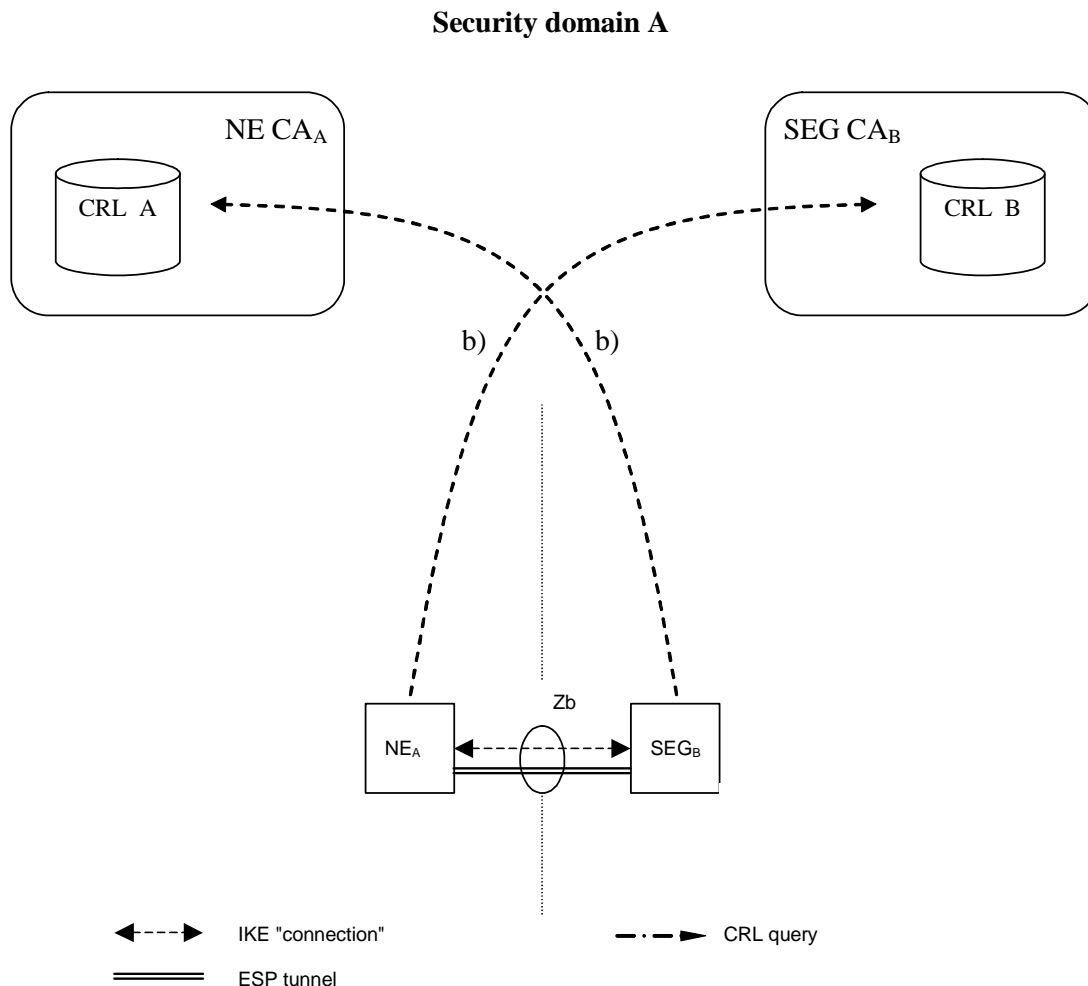 Security domain A
NE CAA
SEG CAB
CRL A
CRL B
b)
b)
Zb
NEA
SEGB
IKE "connection"
CRL query
ESP tunnel